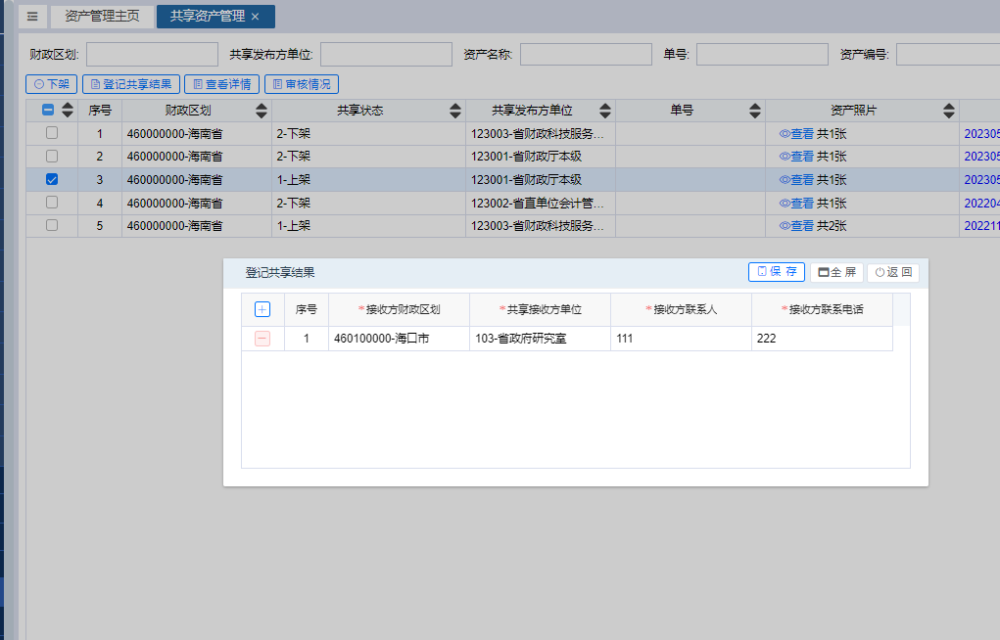 资产管理主页 共享资产管理 ×
财政区划: 共享发布方单位: 资产名称: 单号: 资产编号:
下架 登记共享结果 查看详情 审核情况
序号 财政区划 共享状态 共享发布方单位 单号 资产照片
1 460000000-海南省 2-下架 123003-省财政科技服务... 查看 共1张 202305
2 460000000-海南省 2-下架 123001-省财政厅本级 查看 共1张 202305
3 460000000-海南省 1-上架 123001-省财政厅本级 查看 共1张 202305
4 460000000-海南省 2-下架 123002-省直单位会计管... 查看 共1张 202204
5 460000000-海南省 1-上架 123003-省财政科技服务... 查看 共2张 202211
登记共享结果 保 存 全 屏 返 回
序号 *接收方财政区划 *共享接收方单位 *接收方联系人 *接收方联系电话
1 460100000-海口市 103-省政府研究室 111 222